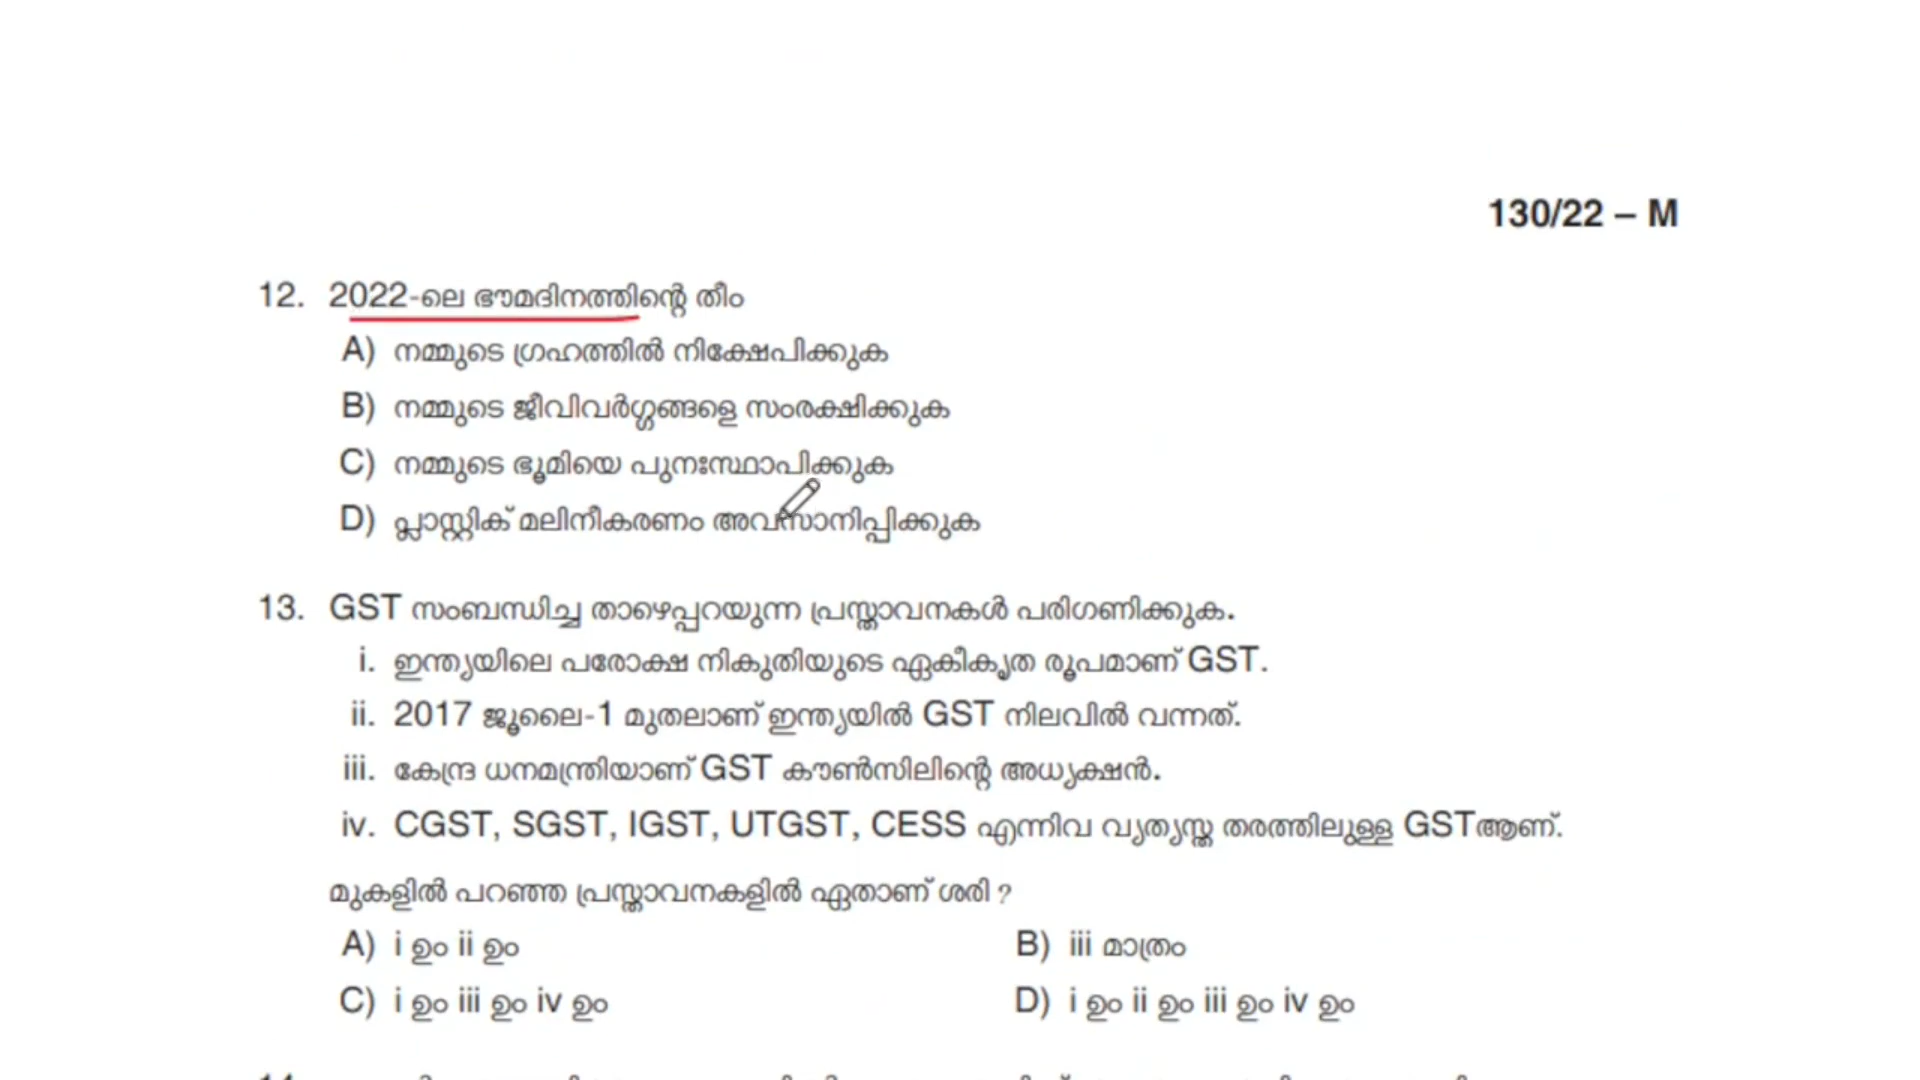 130/22 – M
12. 2022-ലെ ഭൗമദിനത്തിന്റെ തീം
A) നമ്മുടെ ഗ്രഹത്തിൽ നിക്ഷേപിക്കുക
B) നമ്മുടെ ജീവിവർഗ്ഗങ്ങളെ സംരക്ഷിക്കുക
C) നമ്മുടെ ഭൂമിയെ പുനഃസ്ഥാപിക്കുക
D) പ്ലാസ്റ്റിക് മലിനീകരണം അവസാനിപ്പിക്കുക
13. GST സംബന്ധിച്ച താഴെപ്പറയുന്ന പ്രസ്താവനകൾ പരിഗണിക്കുക.
i. ഇന്ത്യയിലെ പരോക്ഷ നികുതിയുടെ ഏകീകൃത രൂപമാണ് GST.
ii. 2017 ജൂലൈ-1 മുതലാണ് ഇന്ത്യയിൽ GST നിലവിൽ വന്നത്.
iii. കേന്ദ്ര ധനമന്ത്രിയാണ് GST കൗൺസിലിന്റെ അധ്യക്ഷൻ.
iv. CGST, SGST, IGST, UTGST, CESS എന്നിവ വ്യത്യസ്ത തരത്തിലുള്ള GSTആണ്.
മുകളിൽ പറഞ്ഞ പ്രസ്താവനകളിൽ ഏതാണ് ശരി ?
A) i ഉം ii ഉം B) iii മാത്രം
C) i ഉം iii ഉം iv ഉം D) i ഉം ii ഉം iii ഉം iv ഉം